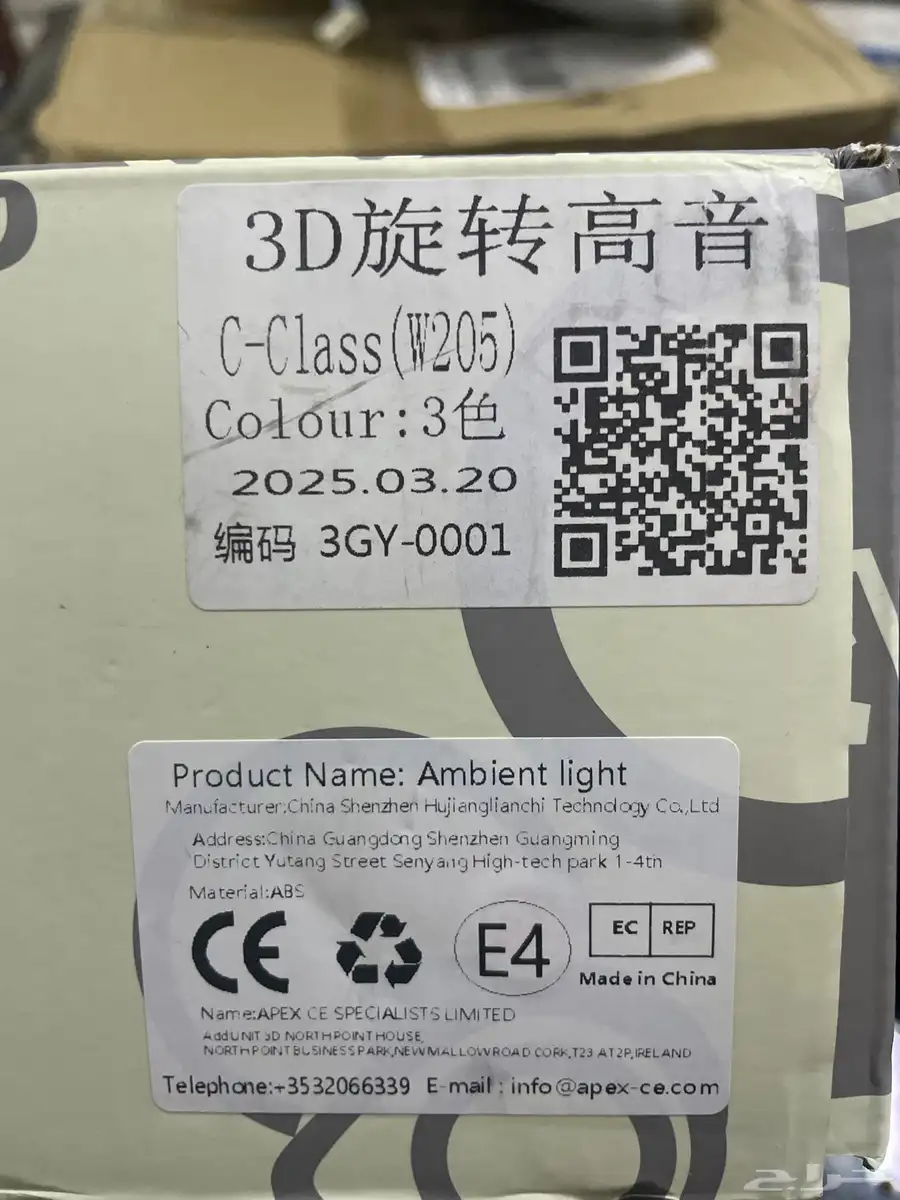 3D旋转高音
C-Class(W205)
Colour:3色
2025.03.20
编码 3GY-0001
Product Name: Ambient light
Manufacturer:China Shenzhen Hujianglianchi Technology Co.,Ltd
Address:China Guangdong Shenzhen Guangming
District Yutang Street Senyang High-tech park 1-4th
Material:ABS
CE
E4
EC REP
Made in China
Name:APEX CE SPECIALISTS LIMITED
Add:UNIT 3D NORTH POINT HOUSE,
NORTH POINT BUSINESS PARK,NEW MALLOW ROAD CORK,T23 AT2P,IRELAND
Telephone:+3532066339 E-mail : info@apex-ce.com
حراج